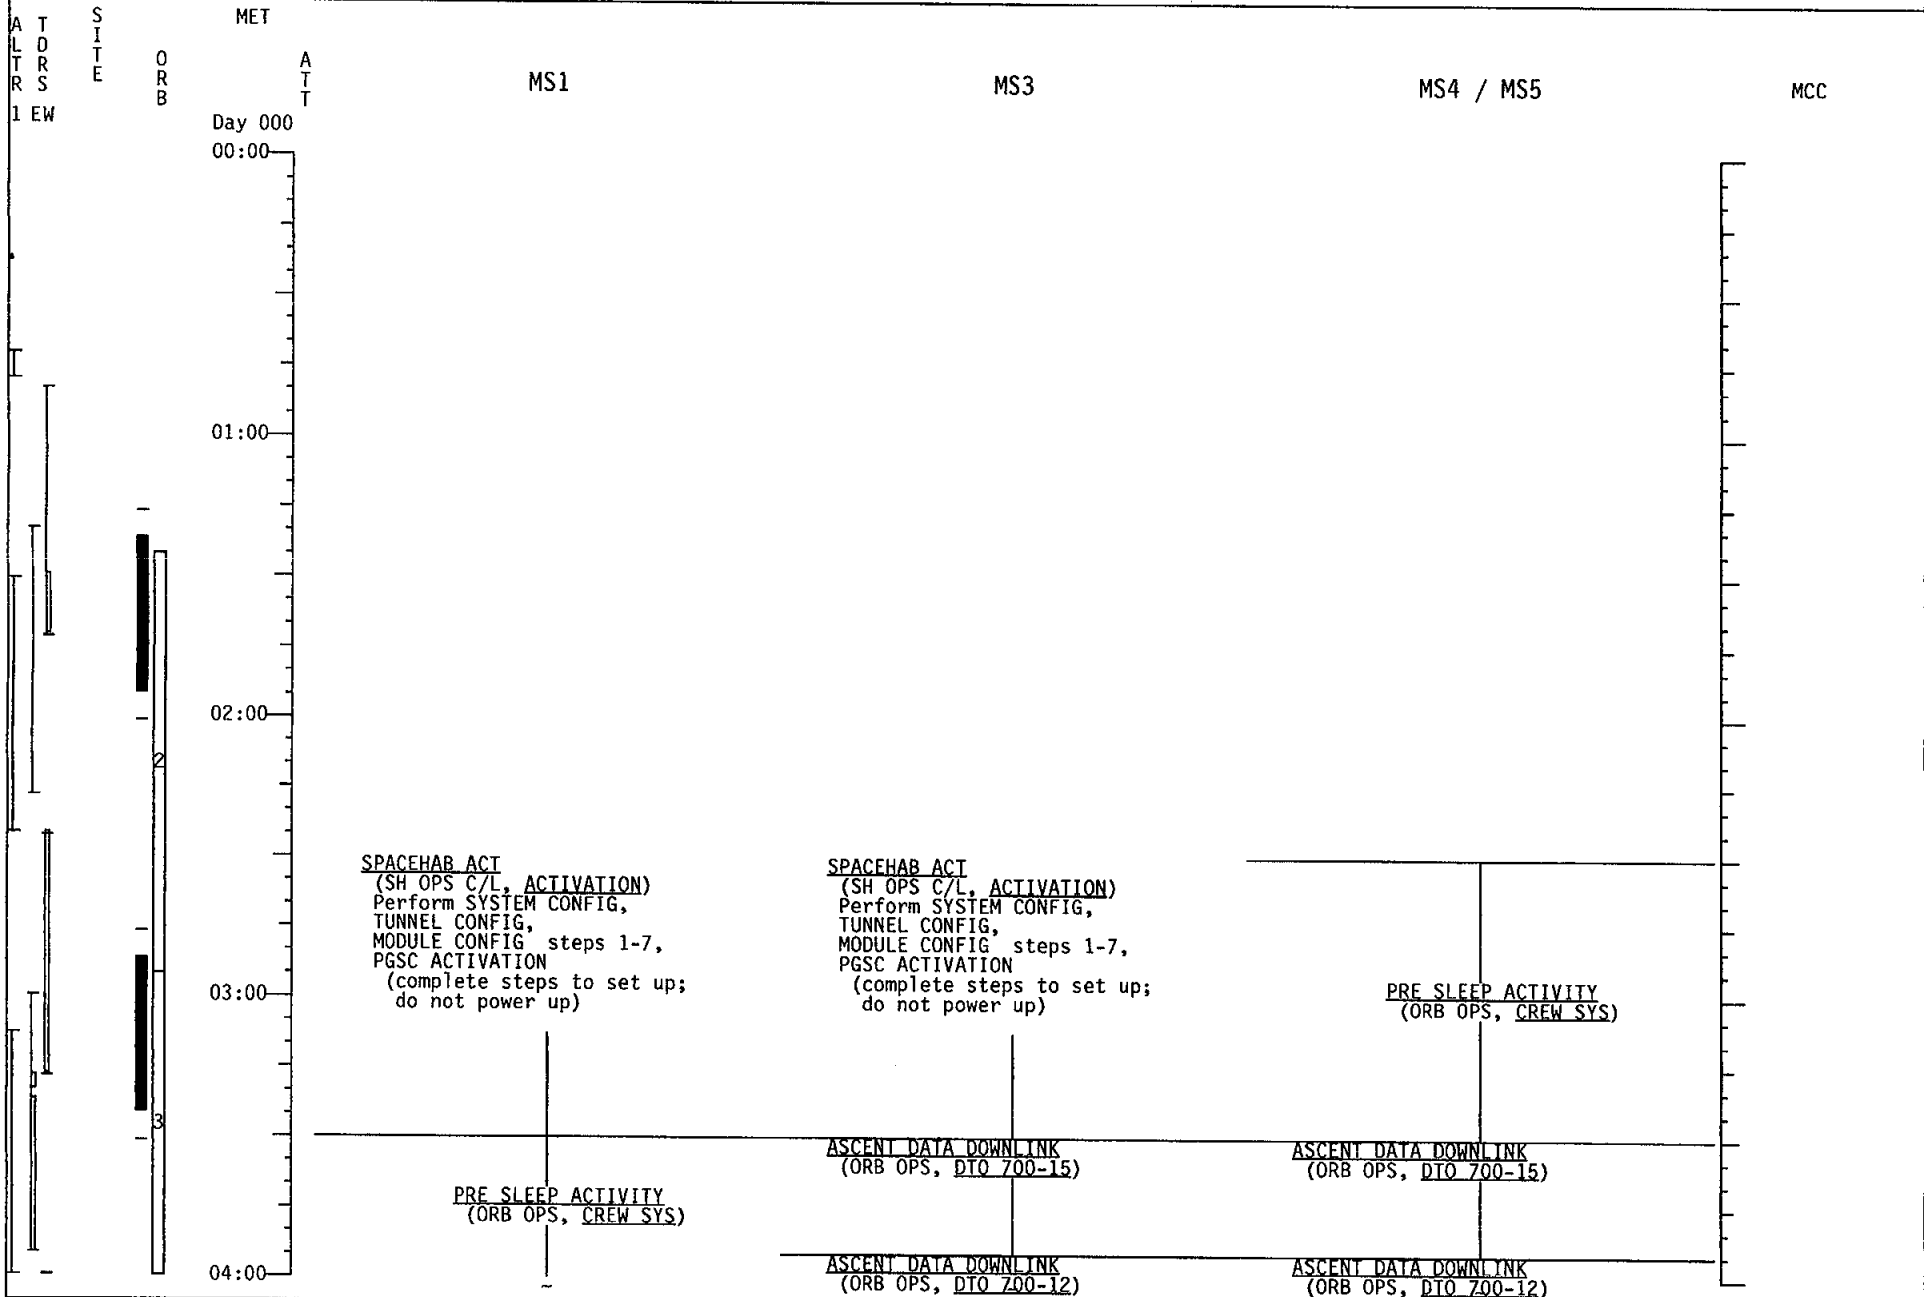 ALTR
TDRS
SITE
ORB
MET
ATT
MS1
MS3
MS4 / MS5
MCC
1 EW
Day 000
00:00
01:00
02:00
2
SPACEHAB ACT
(SH OPS C/L, ACTIVATION)
Perform SYSTEM CONFIG,
TUNNEL CONFIG,
MODULE CONFIG steps 1-7,
PGSC ACTIVATION
(complete steps to set up;
do not power up)
SPACEHAB ACT
(SH OPS C/L, ACTIVATION)
Perform SYSTEM CONFIG,
TUNNEL CONFIG,
MODULE CONFIG steps 1-7,
PGSC ACTIVATION
(complete steps to set up;
do not power up)
03:00
PRE SLEEP ACTIVITY
(ORB OPS, CREW SYS)
3
ASCENT DATA DOWNLINK
(ORB OPS, DTO 700-15)
ASCENT DATA DOWNLINK
(ORB OPS, DTO 700-15)
PRE SLEEP ACTIVITY
(ORB OPS, CREW SYS)
04:00
~
ASCENT DATA DOWNLINK
(ORB OPS, DTO 700-12)
ASCENT DATA DOWNLINK
(ORB OPS, DTO 700-12)